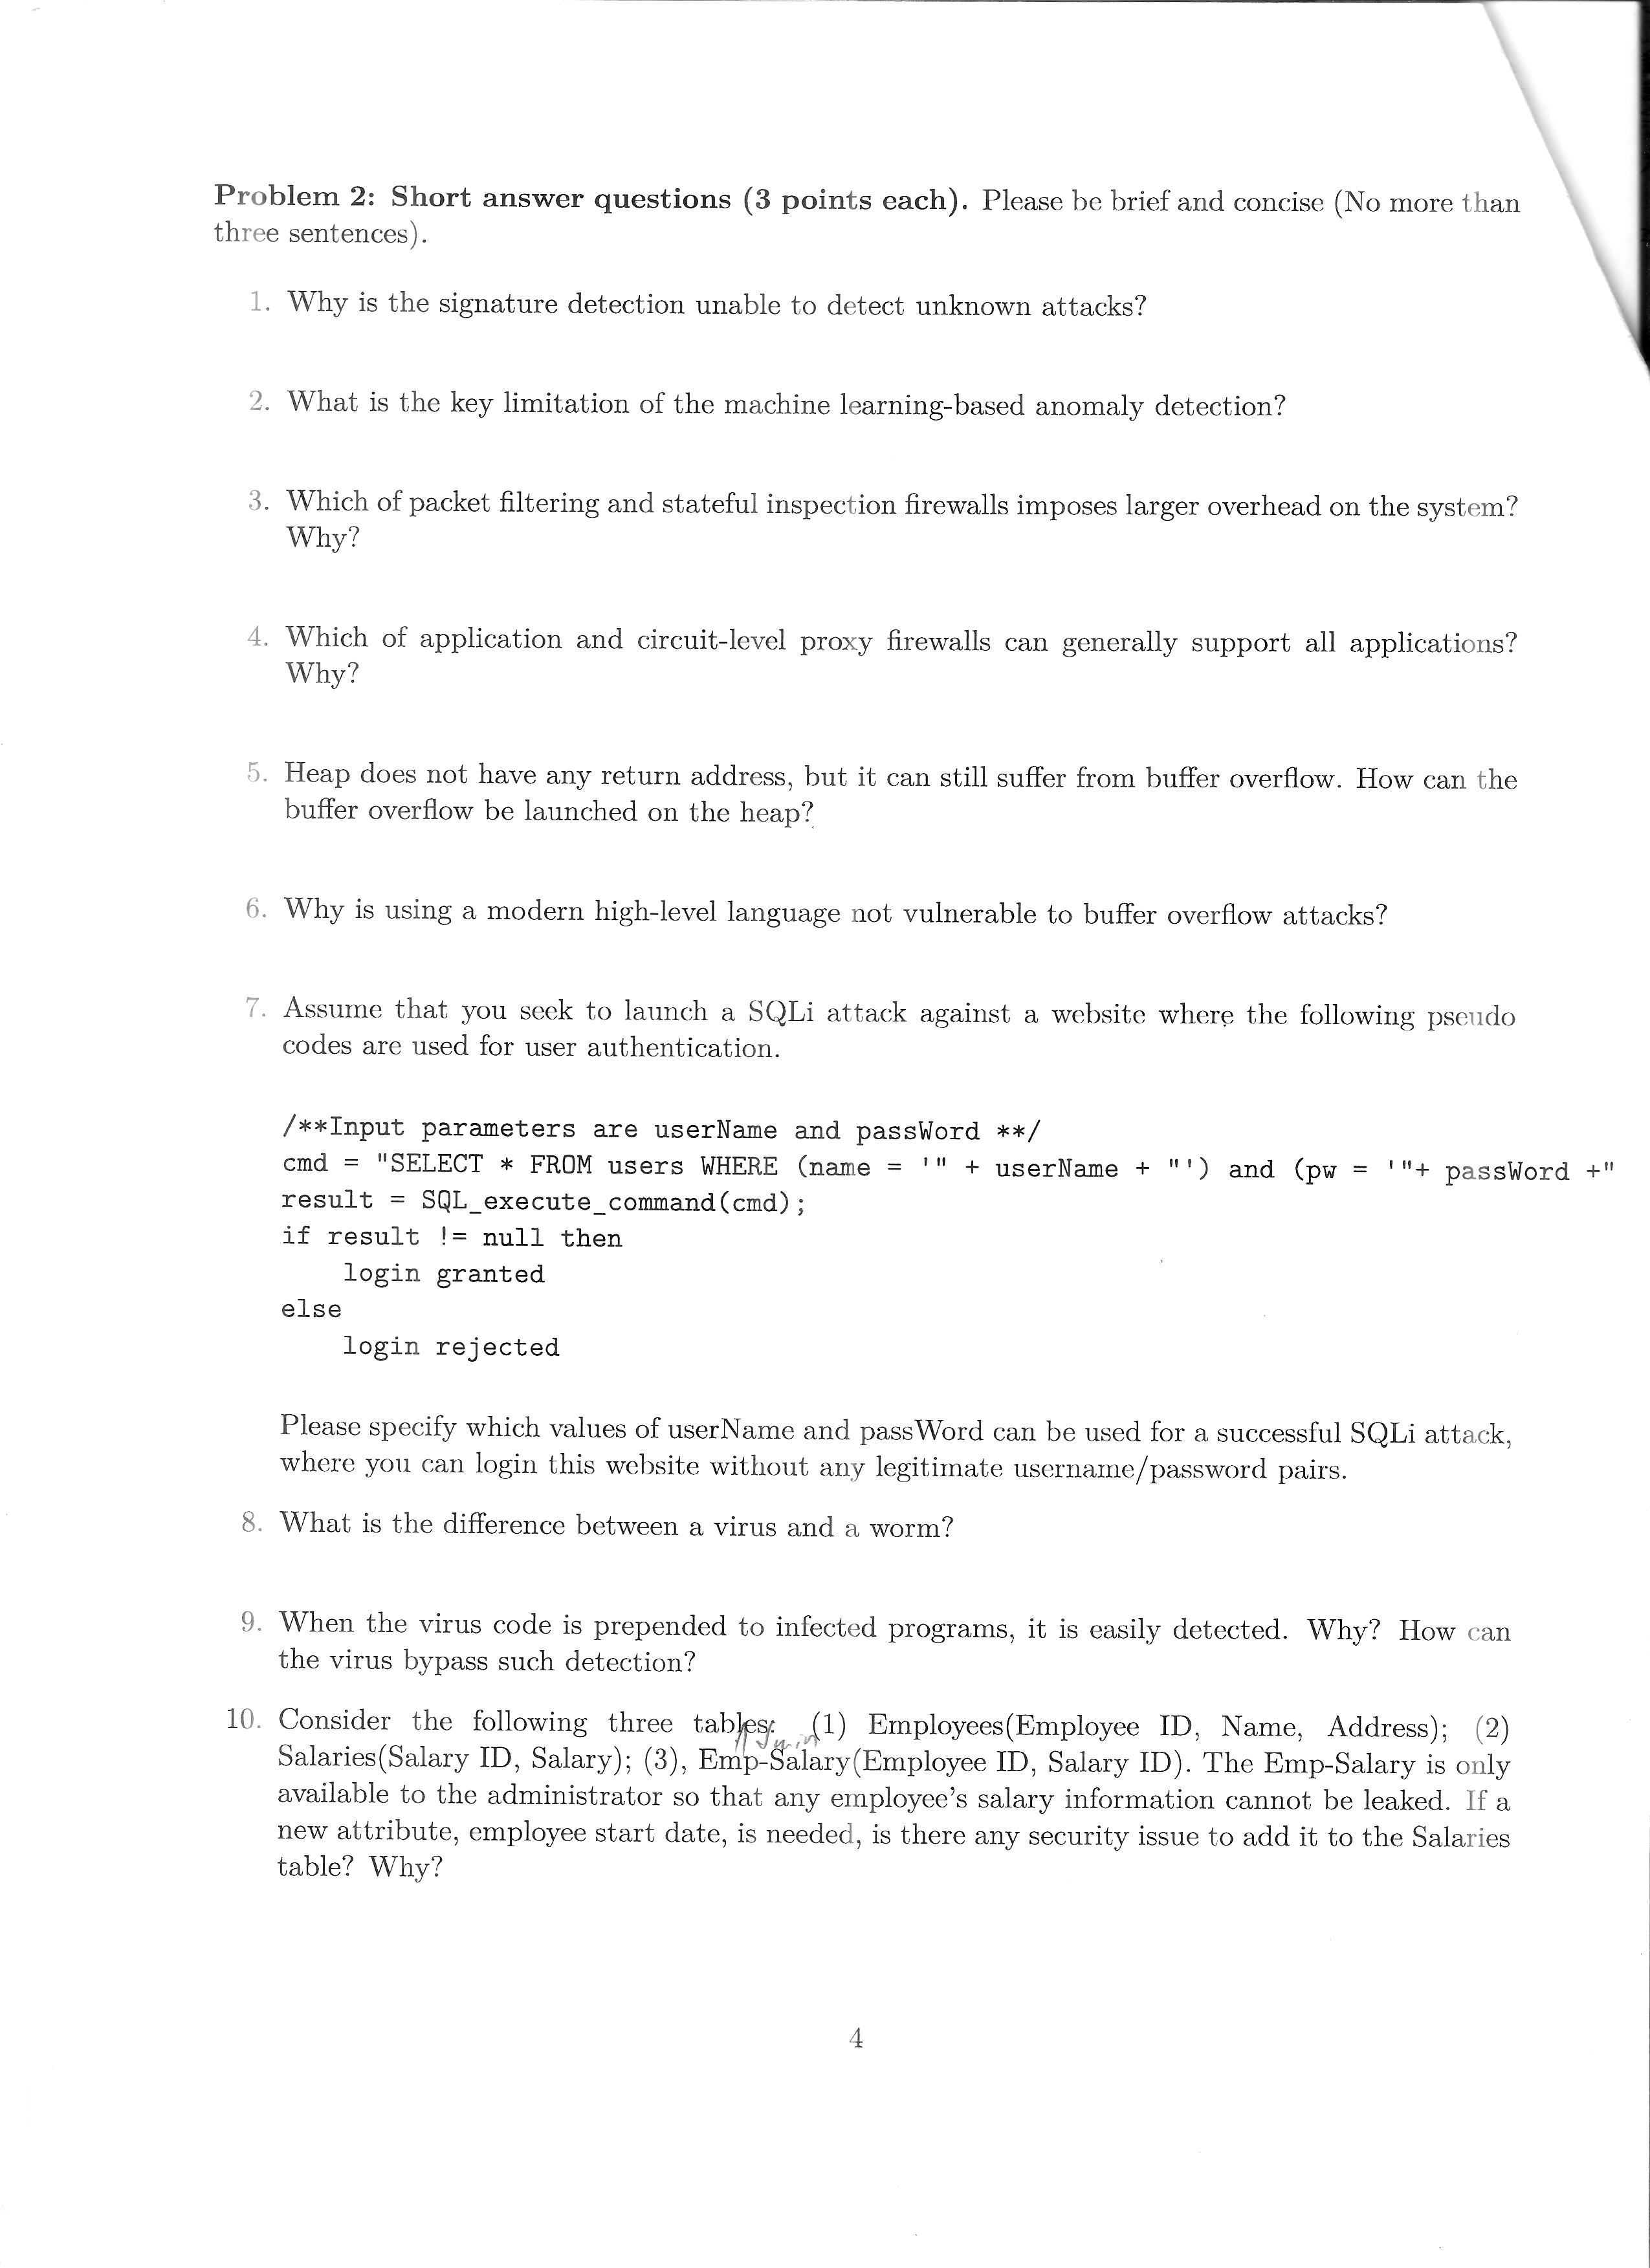 Problem 2: Short answer questions (3 points each). Please be brief and concise (No more than
three sentences).
1. Why is the signature detection unable to detect unknown attacks?
2. What is the key limitation of the machine learning-based anomaly detection?
3. Which of packet filtering and stateful inspection firewalls imposes larger overhead on the system?
Why?
4. Which of application and circuit-level proxy firewalls can generally support all applications?
Why?
5. Heap does not have any return address, but it can still suffer from buffer overflow. How can the
buffer overflow be launched on the heap?
6. Why is using a modern high-level language not vulnerable to buffer overflow attacks?
7. Assume that you seek to launch a SQLi attack against a website where the following pseudo
codes are used for user authentication.
/**Input parameters are userName and passWord **/
cmd = "SELECT * FROM users WHERE (name = '" + userName + "') and (pw = '"+ passWord +"
result = SQL_execute_command(cmd);
if result != null then
login granted
else
login rejected
Please specify which values of userName and passWord can be used for a successful SQLi attack,
where you can login this website without any legitimate username/password pairs.
8. What is the difference between a virus and a worm?
9. When the virus code is prepended to infected programs, it is easily detected. Why? How can
the virus bypass such detection?
10. Consider the following three tables: (1) Employees(Employee ID, Name, Address); (2)
Salaries(Salary ID, Salary); (3), Emp-Salary(Employee ID, Salary ID). The Emp-Salary is only
available to the administrator so that any employee's salary information cannot be leaked. If a
new attribute, employee start date, is needed, is there any security issue to add it to the Salaries
table? Why?
4